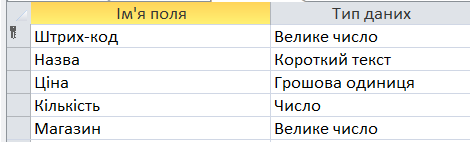 Ім'я поля Тип даних
Штрих-код Велике число
Назва Короткий текст
Ціна Грошова одиниця
Кількість Число
Магазин Велике число